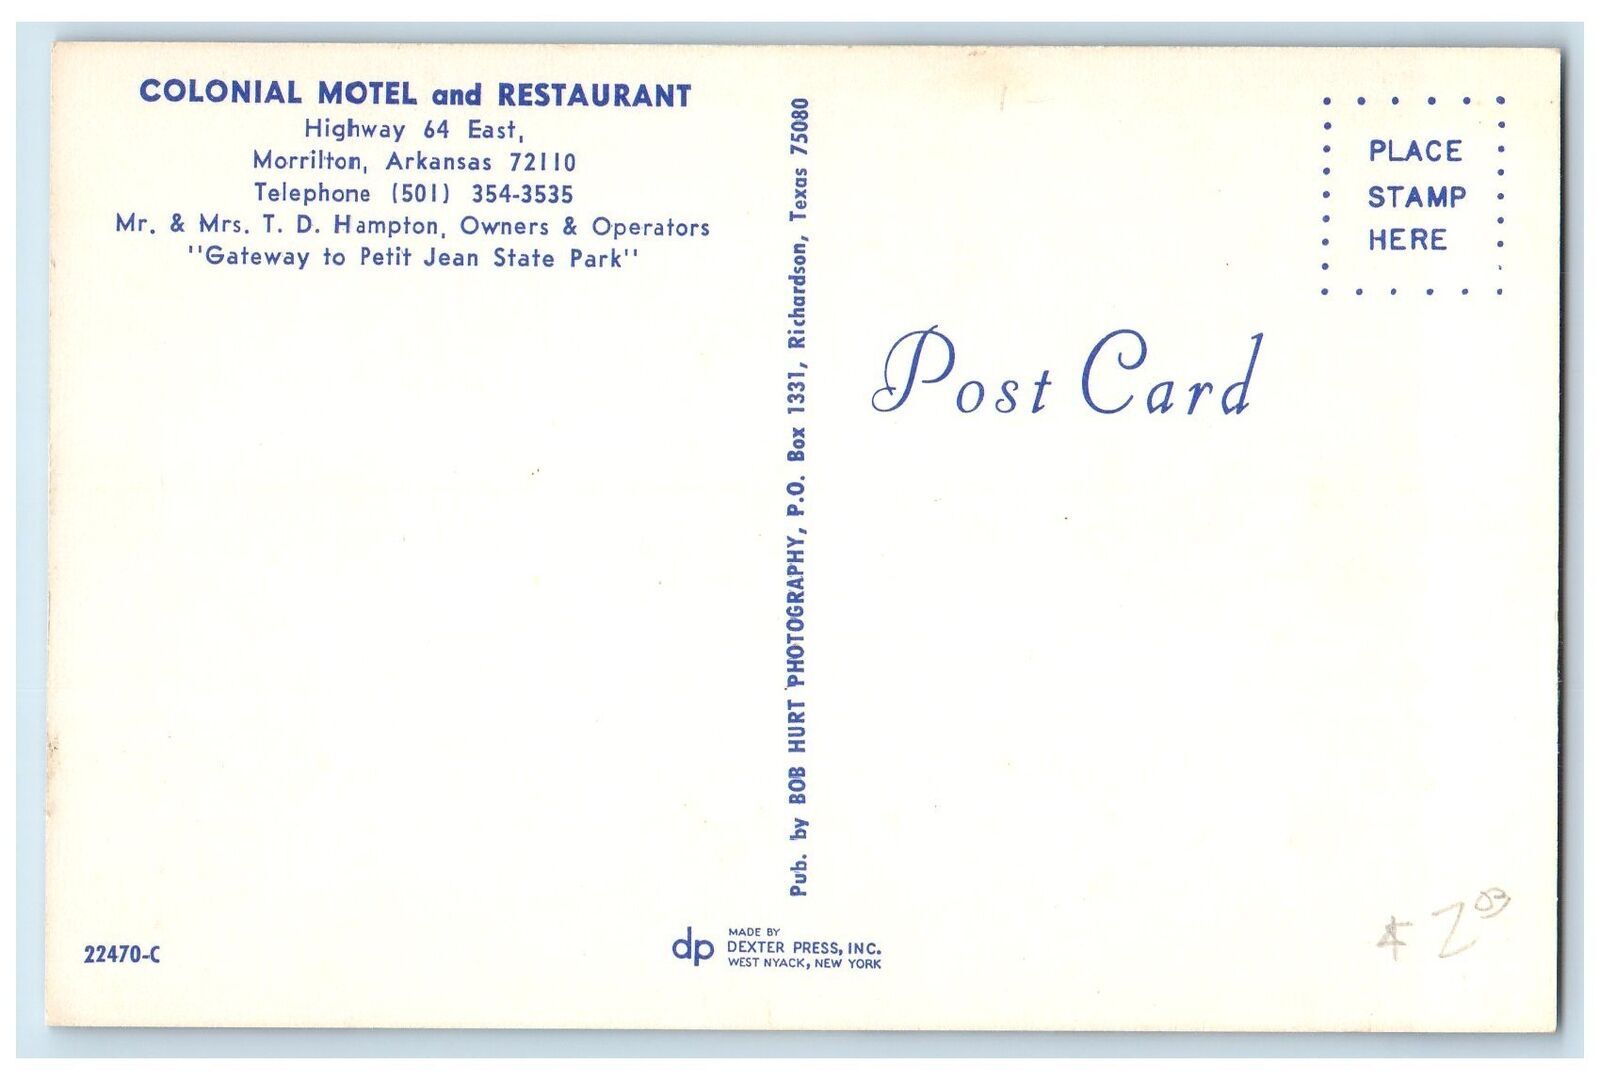 COLONIAL MOTEL and RESTAURANT
Highway 64 East,
Morrilton, Arkansas 72110
Telephone (501) 354-3535
Mr. & Mrs. T. D. Hampton, Owners & Operators
"Gateway to Petit Jean State Park"
Pub. by BOB HURT PHOTOGRAPHY, P.O. Box 1331, Richardson, Texas 75080
PLACE
STAMP
HERE
Post Card
22470-C
dp
MADE BY
DEXTER PRESS, INC.
WEST NYACK, NEW YORK